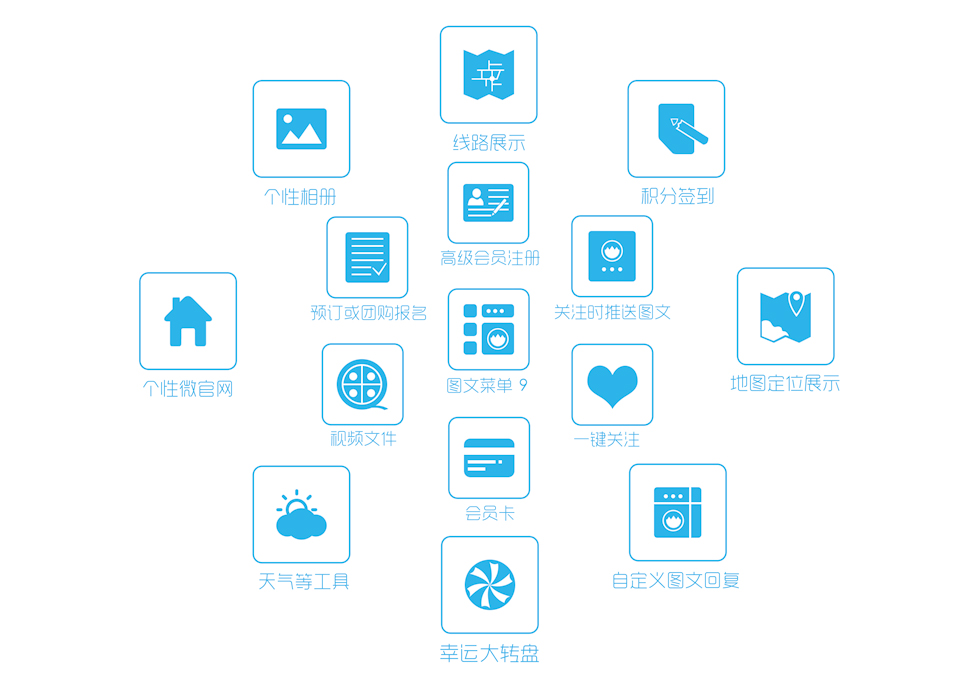 线路展示
个性相册
积分签到
高级会员注册
预订或团购报名
关注时推送图文
个性微官网
图文菜单 9
地图定位展示
视频文件
一键关注
会员卡
天气等工具
自定义图文回复
幸运大转盘